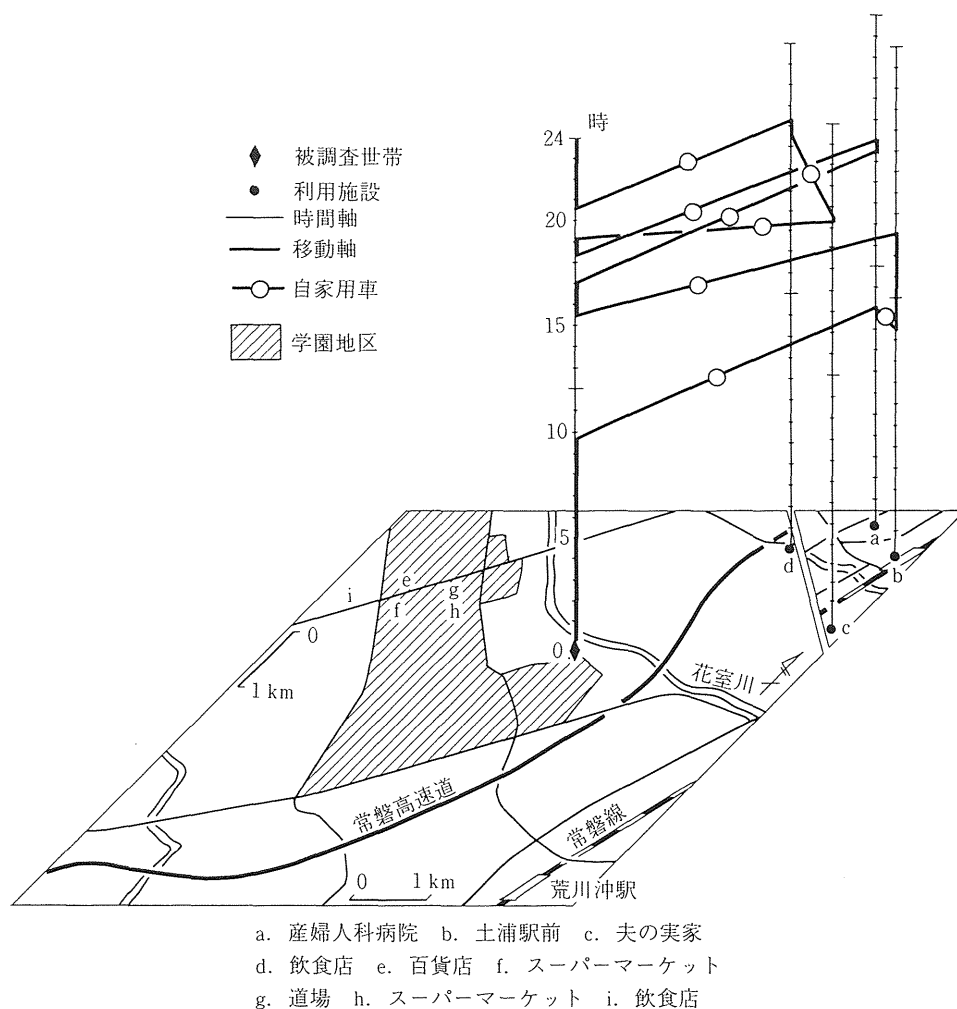 時
24
20
15
10
5
0
被調査世帯
利用施設
時間軸
移動軸
自家用車
学園地区
a
b
c
d
e
f
g
h
i
0
1km
花室川
常磐高速道
常磐線
0 1km
荒川沖駅
a. 産婦人科病院 b. 土浦駅前 c. 夫の実家
d. 飲食店 e. 百貨店 f. スーパーマーケット
g. 道場 h. スーパーマーケット i. 飲食店